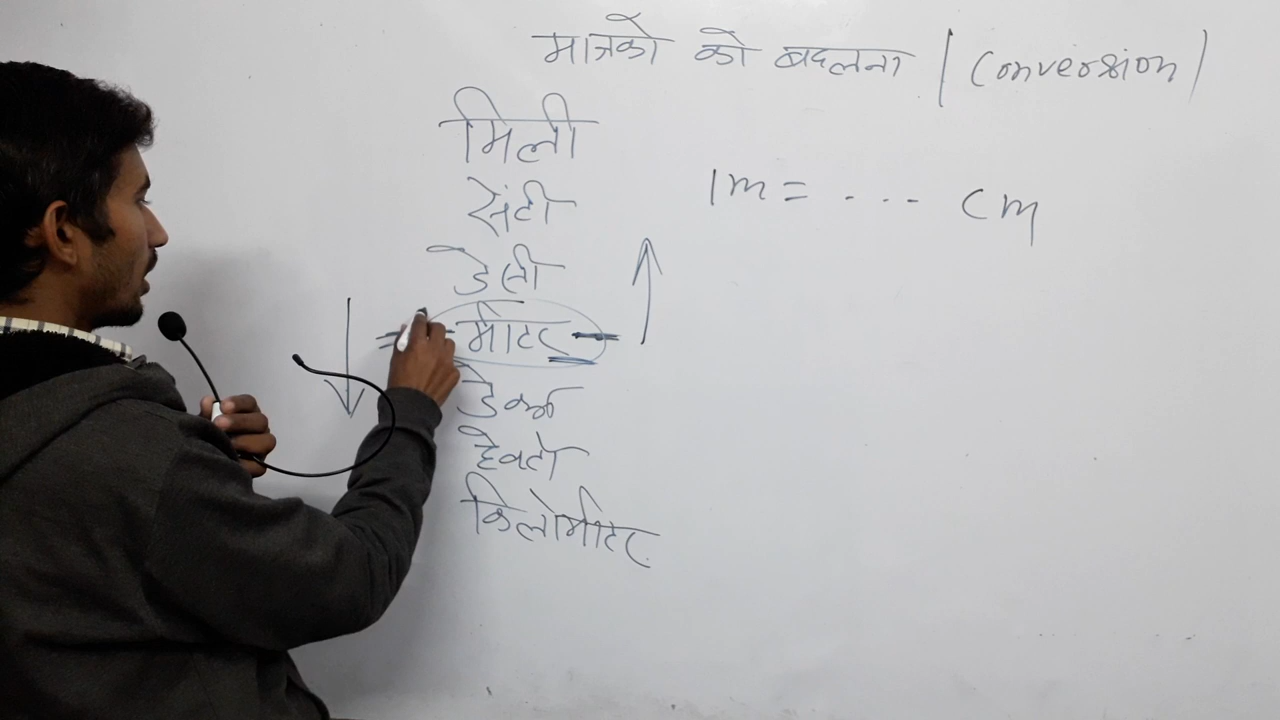 मात्रको को बदलना | Conversion |
मिली
सेंटी
1m = .... cm
डेसी
मीटर
डेका
हेक्टो
किलोमीटर